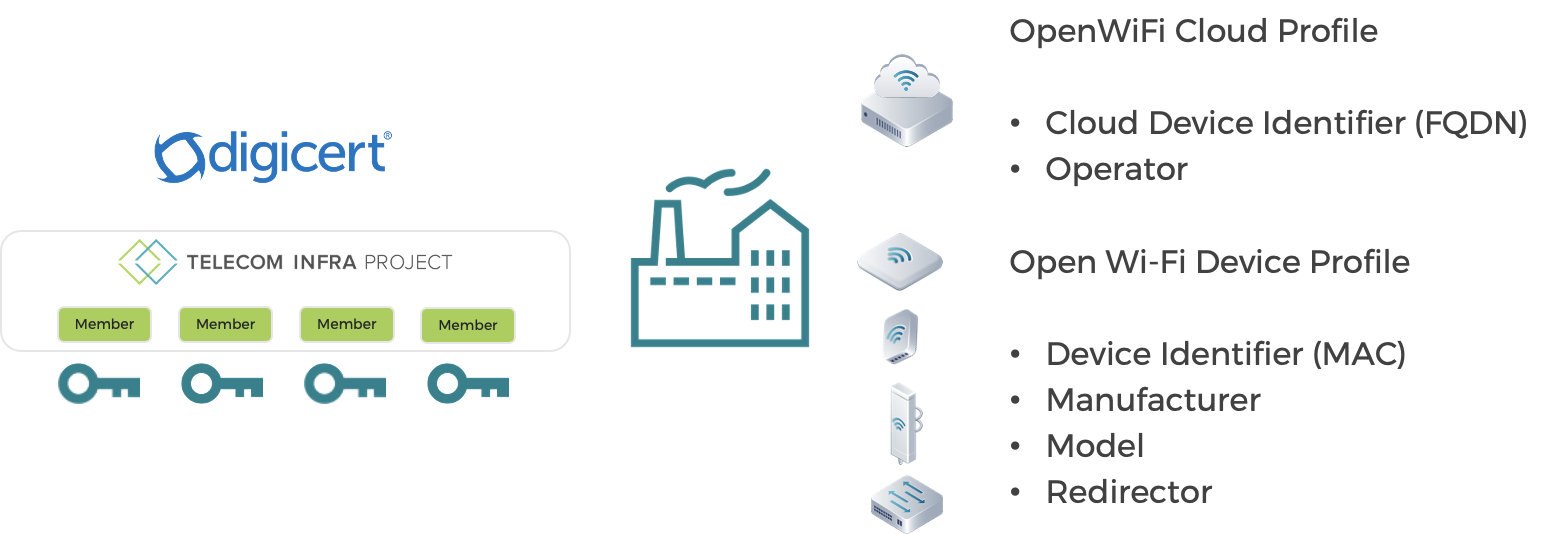 digicert®
TELECOM INFRA PROJECT
Member Member Member Member
OpenWiFi Cloud Profile
• Cloud Device Identifier (FQDN)
• Operator
Open Wi-Fi Device Profile
• Device Identifier (MAC)
• Manufacturer
• Model
• Redirector